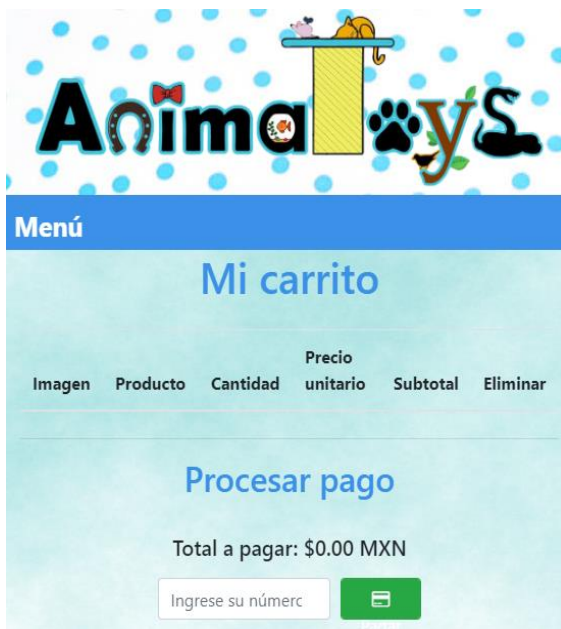 AnimaToys
Menú
Mi carrito
Imagen Producto Cantidad Precio unitario Subtotal Eliminar
Procesar pago
Total a pagar: $0.00 MXN
Ingrese su númerc